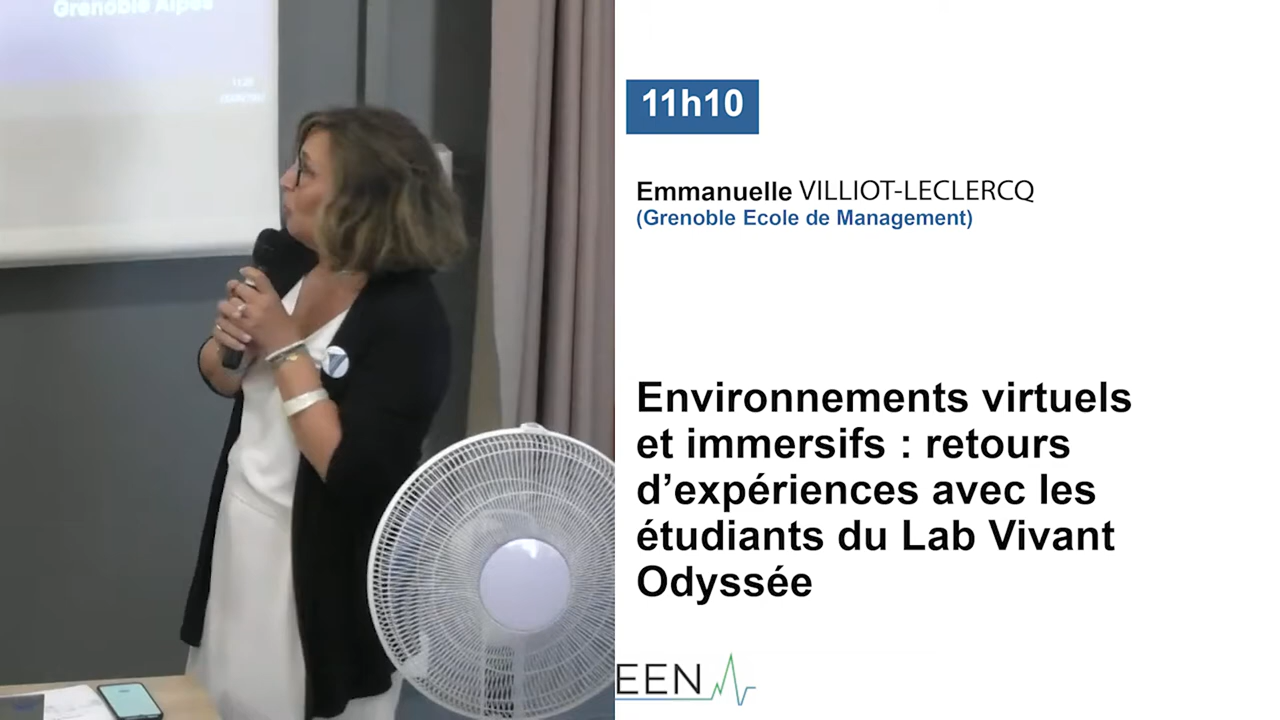 Grenoble Alpes
11h10
Emmanuelle VILLIOT-LECLERCQ
(Grenoble Ecole de Management)
Environnements virtuels
et immersifs : retours
d’expériences avec les
étudiants du Lab Vivant
Odyssée
EEN